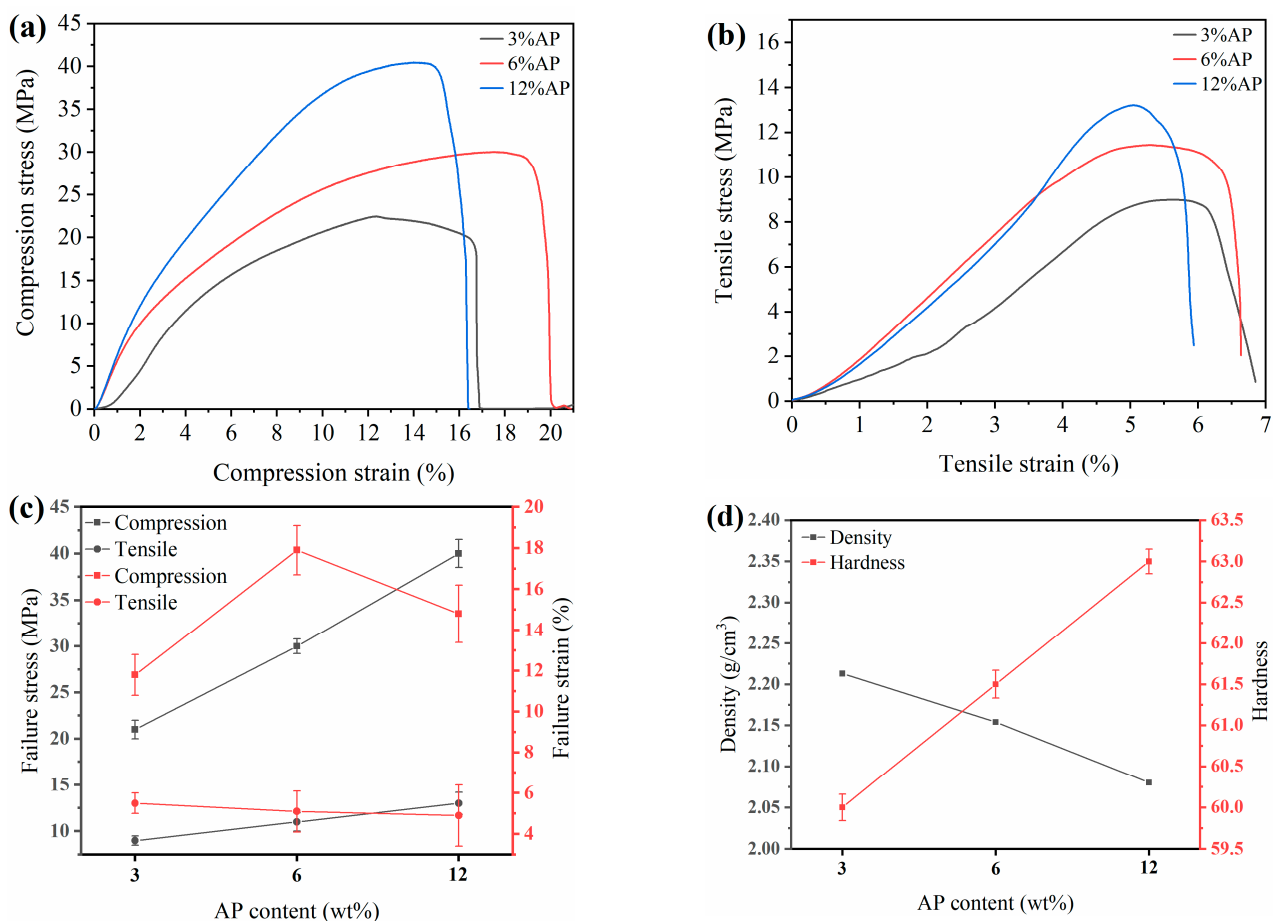 (a)
3%AP
6%AP
12%AP
45
40
35
30
25
20
15
10
5
0
Compression stress (MPa)
0 2 4 6 8 10 12 14 16 18 20
Compression strain (%)
(b)
3%AP
6%AP
12%AP
16
14
12
10
8
6
4
2
0
Tensile stress (MPa)
0 1 2 3 4 5 6 7
Tensile strain (%)
(c)
Compression
Tensile
Compression
Tensile
45
40
35
30
25
20
15
10
Failure stress (MPa)
20
18
16
14
12
10
8
6
4
Failure strain (%)
3 6 12
AP content (wt%)
(d)
Density
Hardness
2.40
2.35
2.30
2.25
2.20
2.15
2.10
2.05
2.00
Density (g/cm³)
63.5
63.0
62.5
62.0
61.5
61.0
60.5
60.0
59.5
Hardness
3 6 12
AP content (wt%)